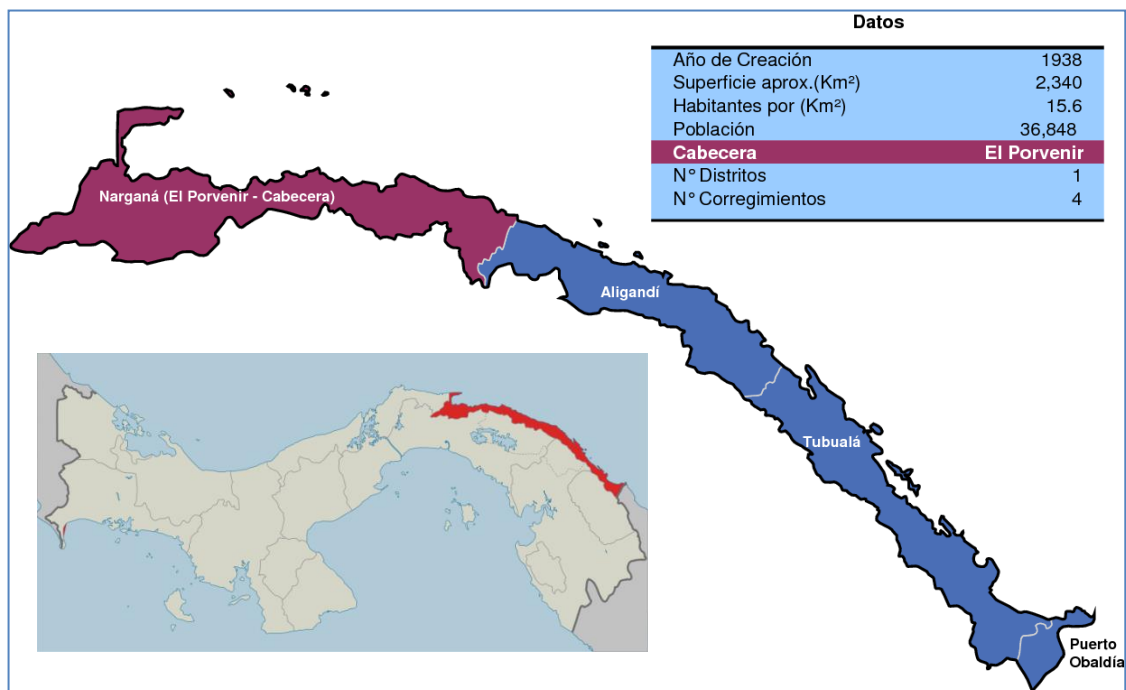 Datos
Año de Creación 1938
Superficie aprox.(Km²) 2,340
Habitantes por (Km²) 15.6
Población 36,848
Cabecera El Porvenir
N° Distritos 1
N° Corregimientos 4
Narganá (El Porvenir - Cabecera)
Aligandí
Tubualá
Puerto
Obaldía